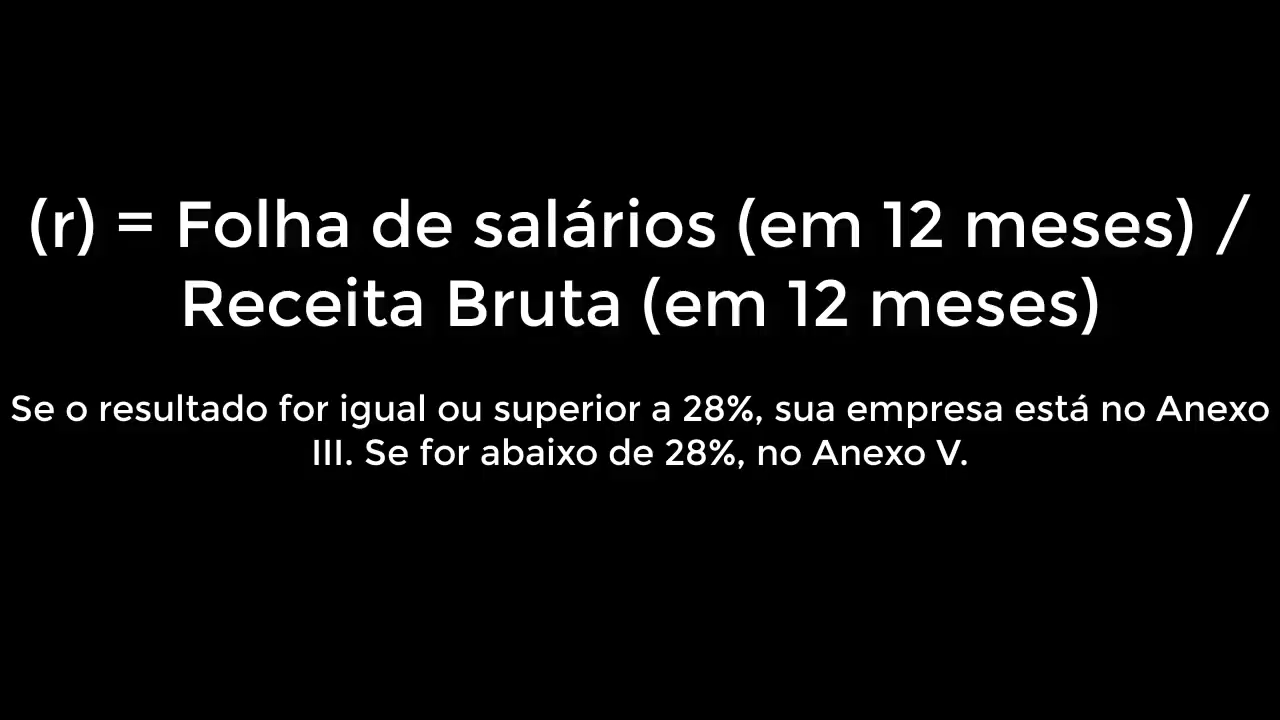 (r) = Folha de salários (em 12 meses) /
Receita Bruta (em 12 meses)
Se o resultado for igual ou superior a 28%, sua empresa está no Anexo
III. Se for abaixo de 28%, no Anexo V.